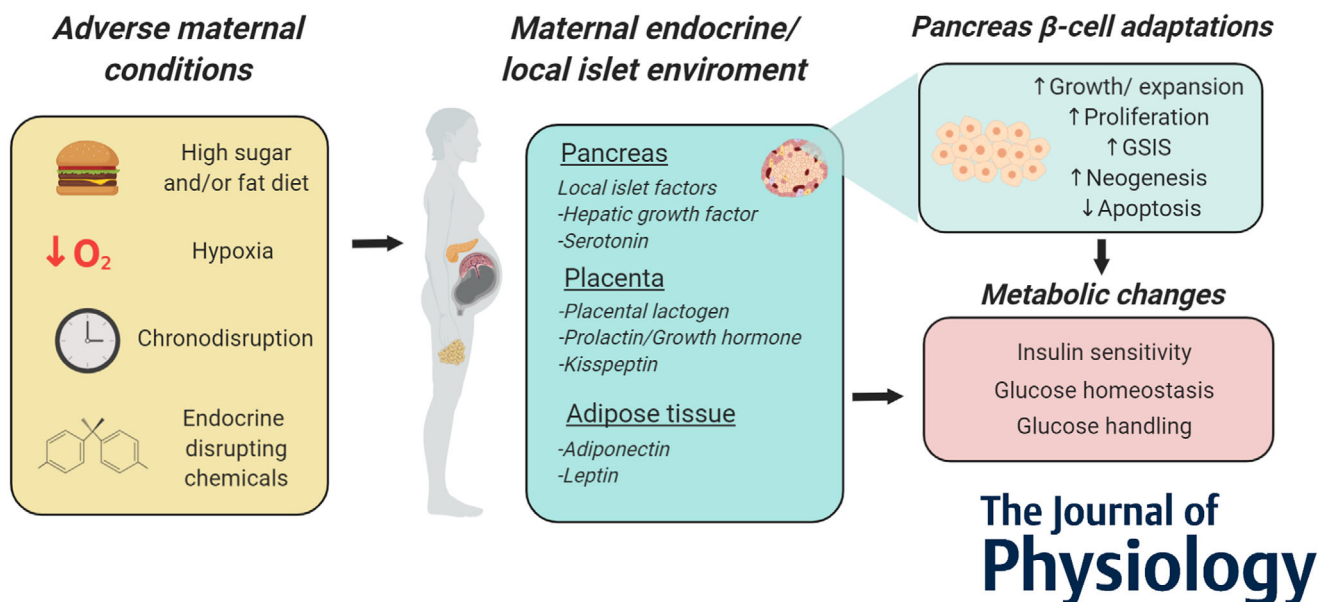 Adverse maternal
conditions
High sugar
and/or fat diet
↓O₂
Hypoxia
Chronodisruption
Endocrine
disrupting
chemicals
Maternal endocrine/
local islet enviroment
Pancreas
Local islet factors
-Hepatic growth factor
-Serotonin
Placenta
-Placental lactogen
-Prolactin/Growth hormone
-Kisspeptin
Adipose tissue
-Adiponectin
-Leptin
Pancreas β-cell adaptations
↑Growth/ expansion
↑Proliferation
↑GSIS
↑Neogenesis
↓Apoptosis
Metabolic changes
Insulin sensitivity
Glucose homeostasis
Glucose handling
The Journal of
Physiology